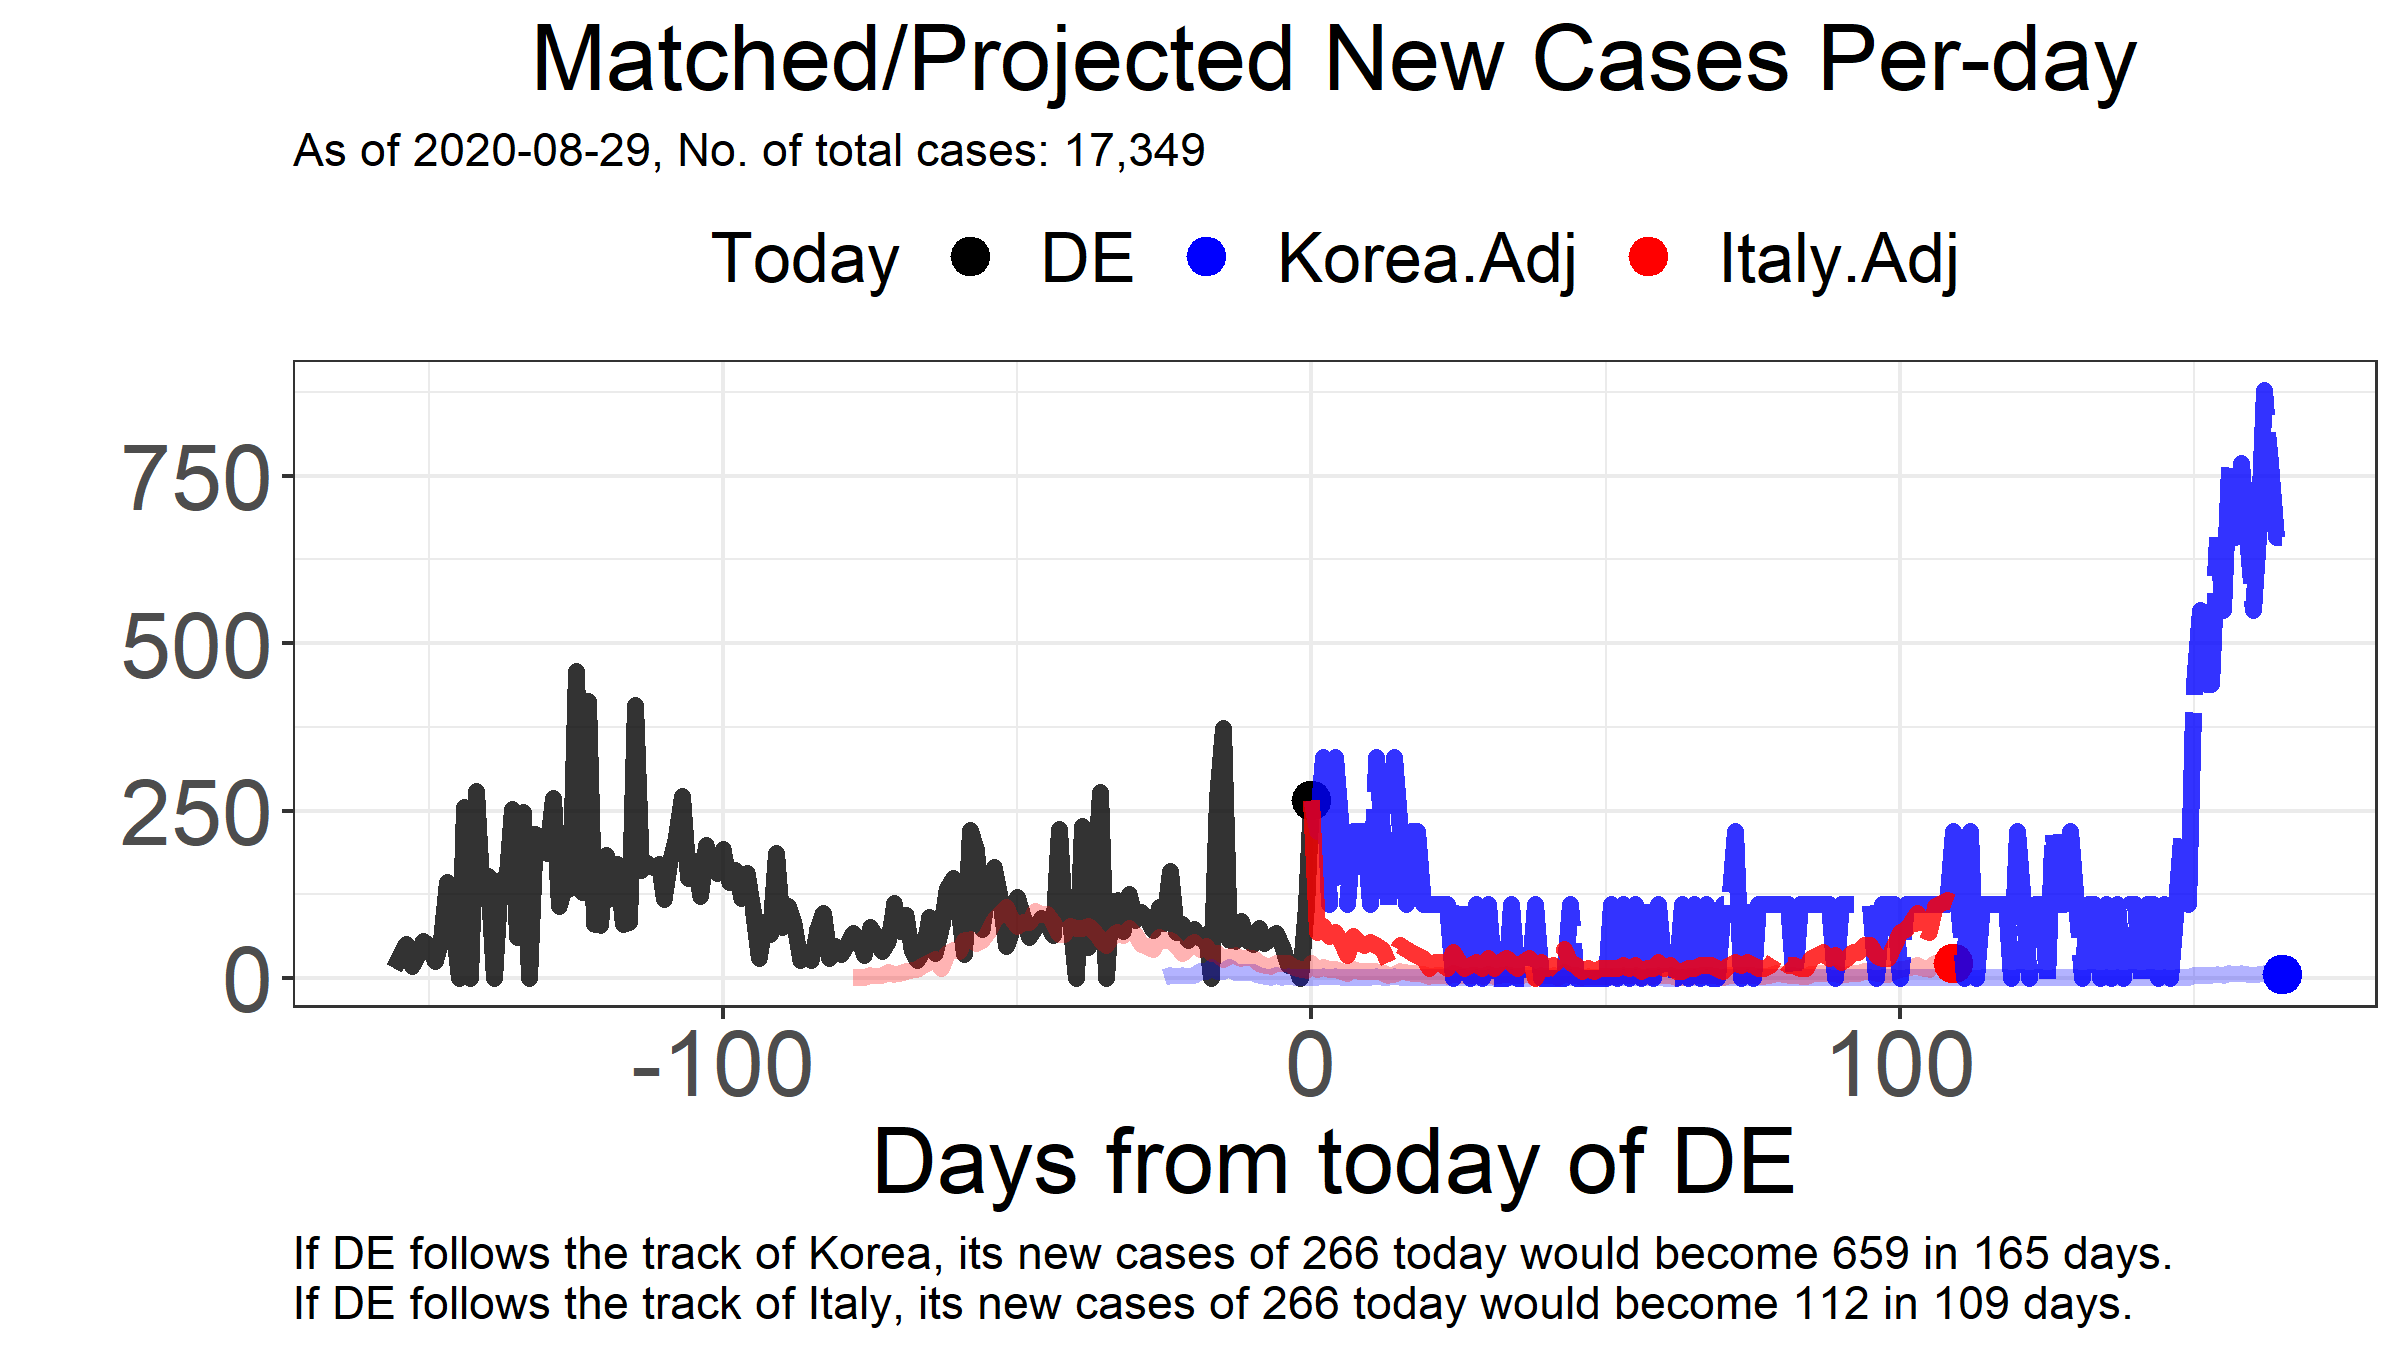 Matched/Projected New Cases Per-day
As of 2020-08-29, No. of total cases: 17,349
Today DE Korea.Adj Italy.Adj
750
500
250
0
-100 0 100
Days from today of DE
If DE follows the track of Korea, its new cases of 266 today would become 659 in 165 days.
If DE follows the track of Italy, its new cases of 266 today would become 112 in 109 days.